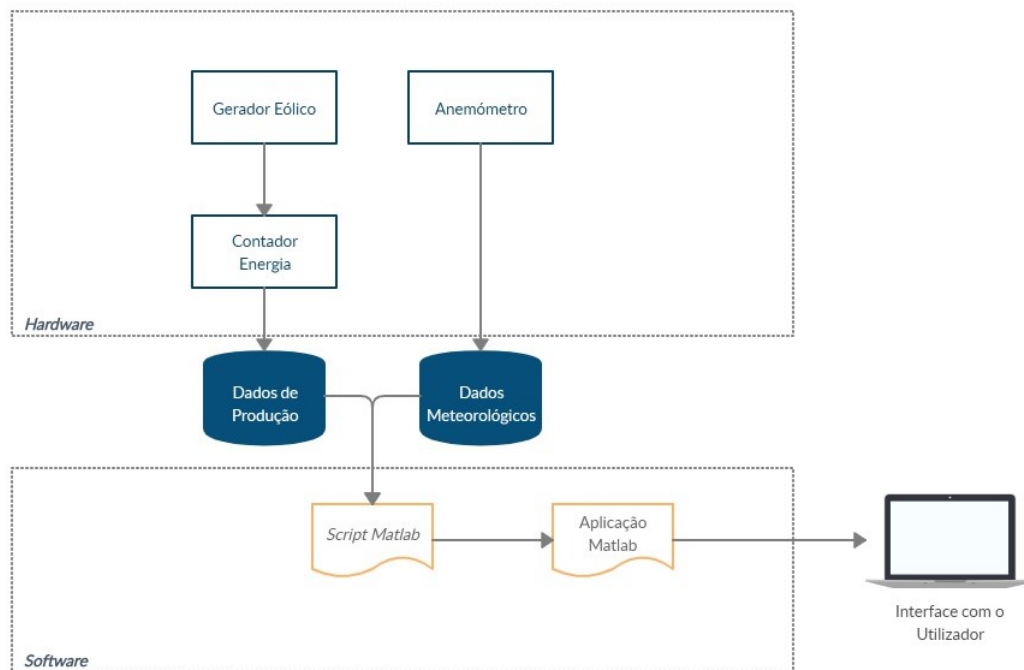 Gerador Eólico
Anemómetro
Contador
Energia
Hardware
Dados de
Produção
Dados
Meteorológicos
Script Matlab
Aplicação
Matlab
Interface com o
Utilizador
Software